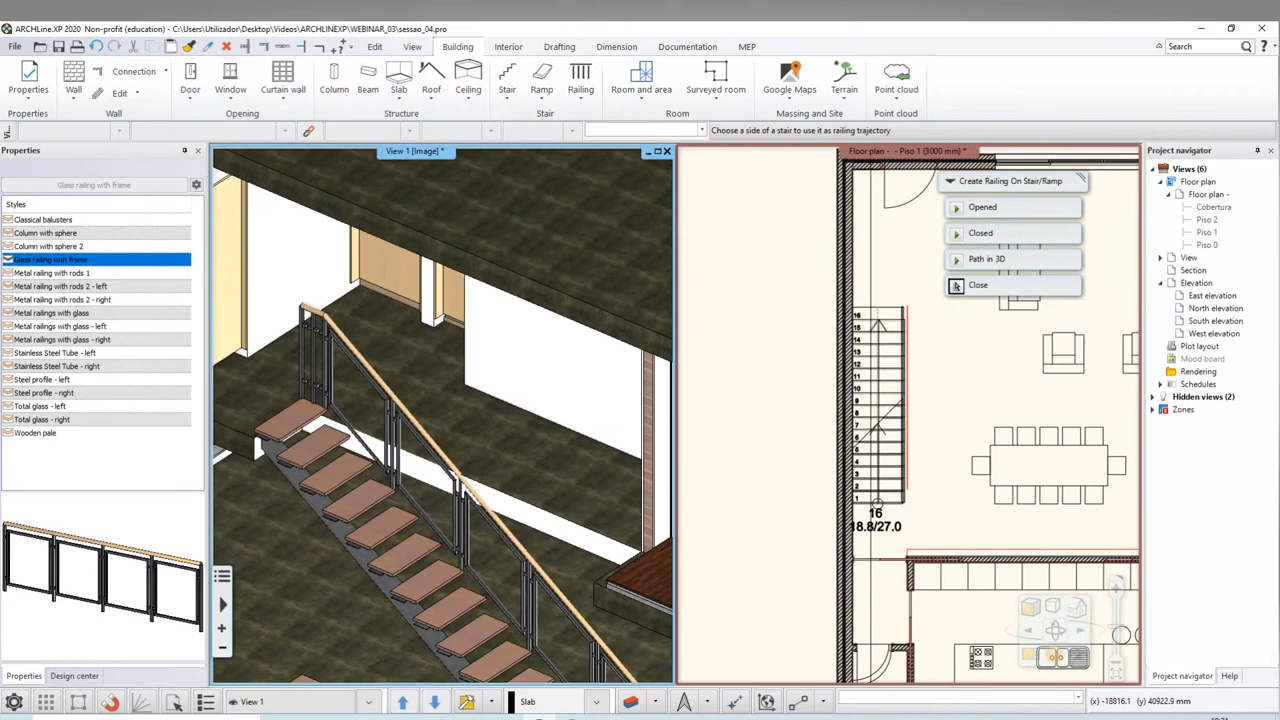 ARCHLine.XP 2020 Non-profit (education) - C:\Users\Utilizador\Desktop\Videos\ARCHLINEXP\WEBINAR_03\sessao_04.pro
File
Edit
View
Building
Interior
Drafting
Dimension
Documentation
MEP
Search
Properties
Wall
Connection
Edit
Door
Window
Curtain wall
Column
Beam
Slab
Roof
Ceiling
Stair
Ramp
Railing
Room and area
Surveyed room
Google Maps
Terrain
Point cloud
Properties
Wall
Opening
Structure
Stair
Room
Massing and Site
Point cloud
Choose a side of a stair to use it as railing trajectory
Properties
Glass railing with frame
Styles
Classical balusters
Column with sphere
Column with sphere 2
Glass railing with frame
Metal railing with rods 1
Metal railing with rods 2 - left
Metal railing with rods 2 - right
Metal railing with glass
Metal railing with glass - left
Metal railing with glass - right
Stainless Steel Tube - left
Stainless Steel Tube - right
Steel profile - left
Steel profile - right
Total glass - left
Total glass - right
Wooden pale
Properties
Design center
View 1 [Image] *
Floor plan - - Piso 1 (3000 mm) *
Create Railing On Stair/Ramp
Opened
Closed
Path in 3D
Close
16
15
14
13
12
11
10
9
8
7
6
5
4
3
2
1
16
18.8/27.0
Project navigator
Views (6)
Floor plan
Floor plan -
Cobertura
Piso 2
Piso 1
Piso 0
View
Section
Elevation
East elevation
North elevation
South elevation
West elevation
Plot layout
Mood board
Rendering
Schedules
Hidden views (2)
Zones
Project navigator
Help
View 1
Slab
(x) -18816.1 (y) 40922.9 mm